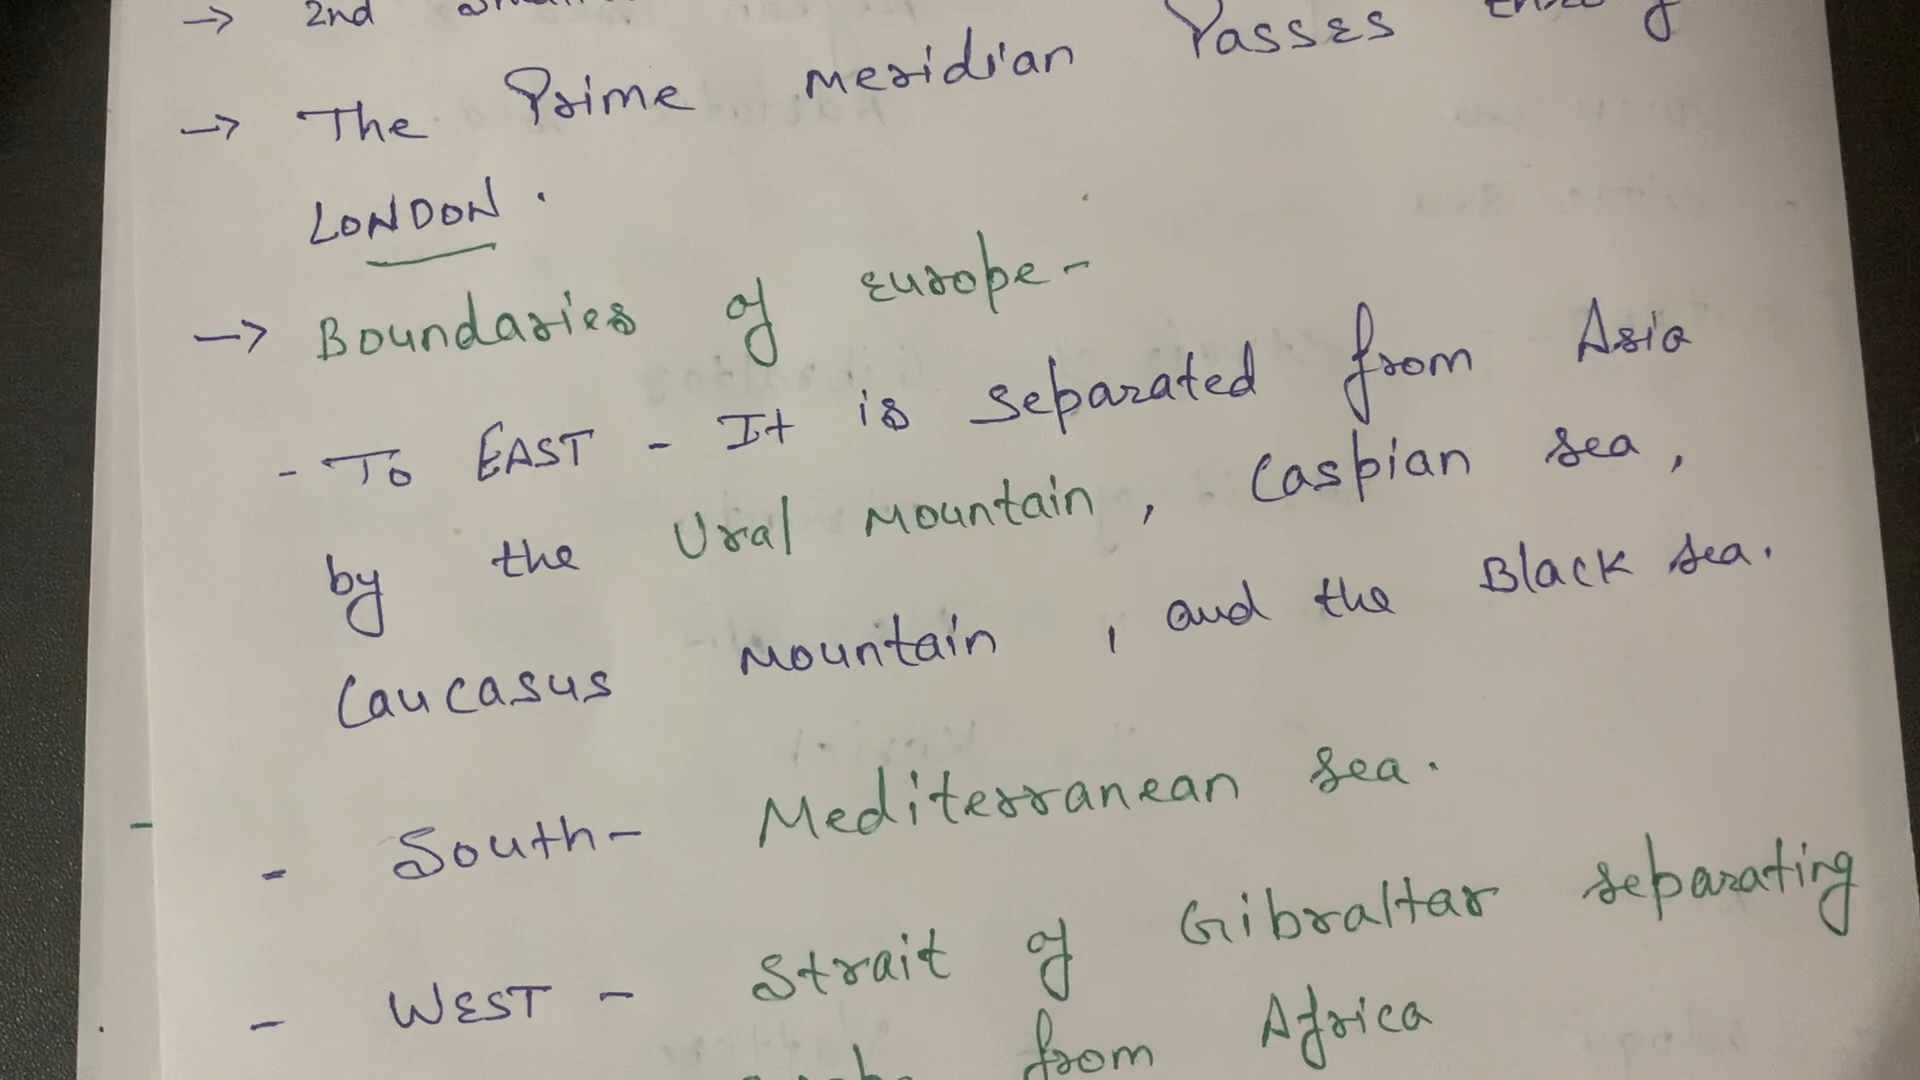 → 2nd
→ The Prime meridian Passes
LONDON.
→ Boundaries of Europe-
- To EAST - It is separated from Asia
by the Ural Mountain, Caspian sea,
Caucasus Mountain, and the Black sea.
- South- Mediterranean sea.
- WEST - Strait of Gibraltar separating
from Africa